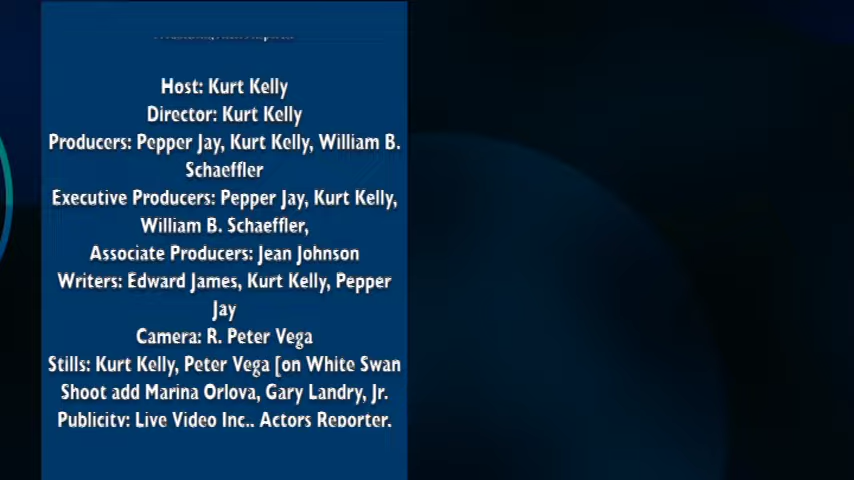 Host: Kurt Kelly
Director: Kurt Kelly
Producers: Pepper Jay, Kurt Kelly, William B.
Schaeffler
Executive Producers: Pepper Jay, Kurt Kelly,
William B. Schaeffler,
Associate Producers: Jean Johnson
Writers: Edward James, Kurt Kelly, Pepper
Jay
Camera: R. Peter Vega
Stills: Kurt Kelly, Peter Vega [on White Swan
Shoot add Marina Orlova, Gary Landry, Jr.
Publicity: Live Video Inc., Actors Reporter,